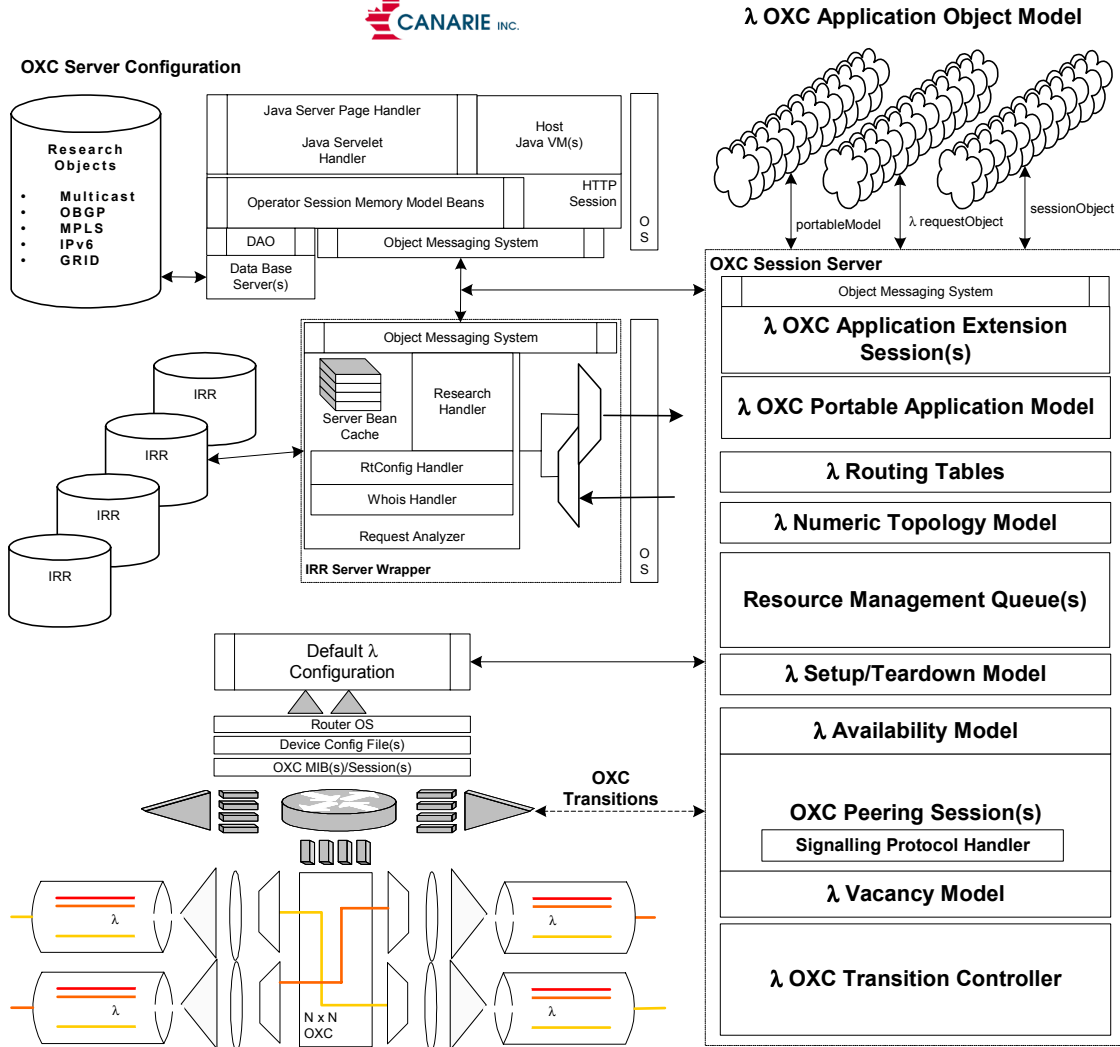 CANARIE INC.
λ OXC Application Object Model
OXC Server Configuration
Research
Objects
• Multicast
• OBGP
• MPLS
• IPv6
• GRID
Java Server Page Handler
Java Servelet
Handler
Host
Java VM(s)
Operator Session Memory Model Beans
HTTP
Session
DAO
Object Messaging System
Data Base
Server(s)
O
S
portableModel
λ requestObject
sessionObject
OXC Session Server
Object Messaging System
λ OXC Application Extension
Session(s)
λ OXC Portable Application Model
λ Routing Tables
λ Numeric Topology Model
Resource Management Queue(s)
λ Setup/Teardown Model
λ Availability Model
OXC Peering Session(s)
Signalling Protocol Handler
λ Vacancy Model
λ OXC Transition Controller
IRR
IRR
IRR
IRR
Object Messaging System
Server Bean
Cache
Research
Handler
RtConfig Handler
Whois Handler
Request Analyzer
IRR Server Wrapper
O
S
Default λ
Configuration
Router OS
Device Config File(s)
OXC MIB(s)/Session(s)
OXC
Transitions
λ
λ
λ
λ
N x N
OXC